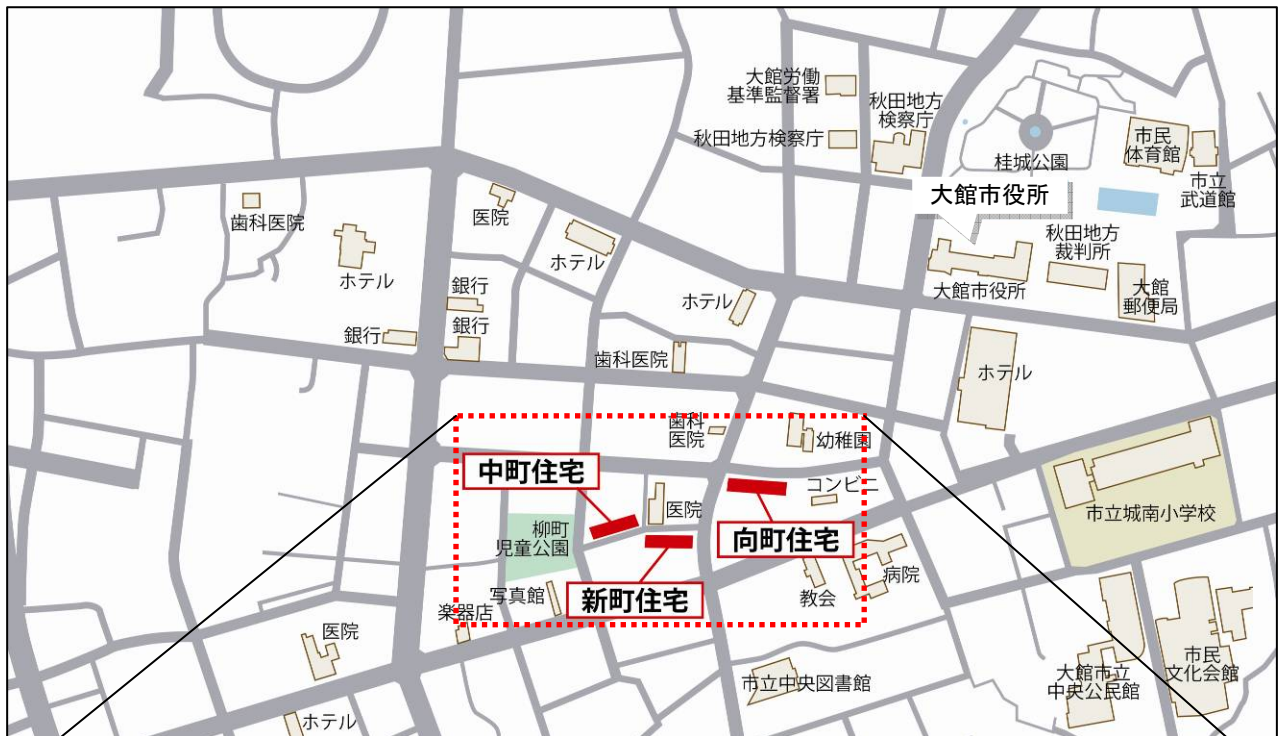 大館労働
基準監督署
秋田地方
検察庁
秋田地方検察庁
市民
体育館
桂城公園
市立
武道館
大館市役所
歯科医院
医院
秋田地方
裁判所
ホテル
ホテル
銀行
大館市役所
大館
郵便局
ホテル
銀行
銀行
歯科医院
ホテル
歯科
医院
幼稚園
中町住宅
コンビニ
医院
市立城南小学校
柳町
児童公園
向町住宅
病院
写真館
新町住宅
教会
楽器店
医院
市立中央図書館
大館市立
中央公民館
市民
文化会館
ホテル